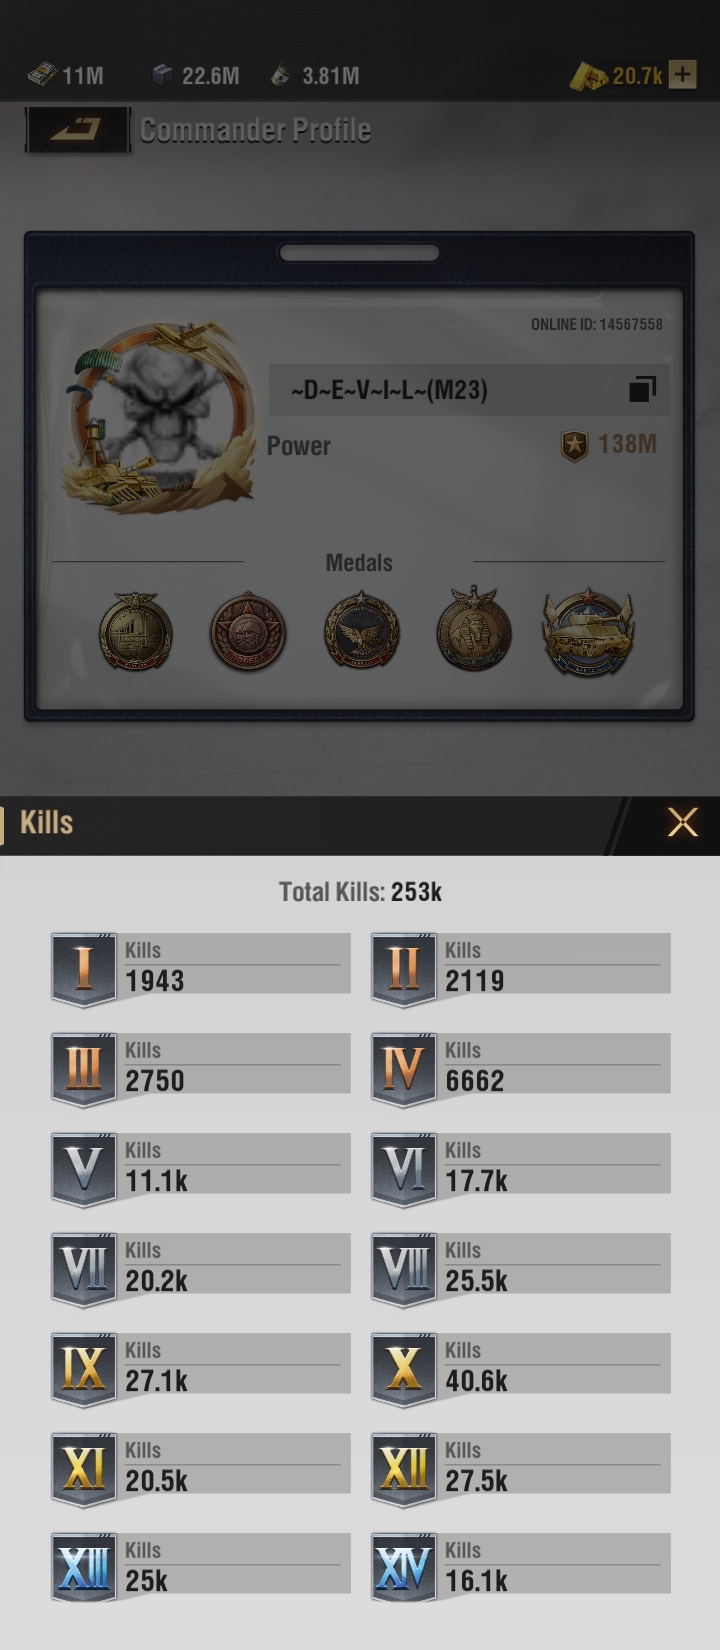 11M 22.6M 3.81M 20.7k
Commander Profile
ONLINE ID: 14567558
~D~E~V~I~L~(M23)
Power 138M
Medals
Kills
Total Kills: 253k
I Kills 1943
II Kills 2119
III Kills 2750
IV Kills 6662
V Kills 11.1k
VI Kills 17.7k
VII Kills 20.2k
VIII Kills 25.5k
IX Kills 27.1k
X Kills 40.6k
XI Kills 20.5k
XII Kills 27.5k
XIII Kills 25k
XIV Kills 16.1k